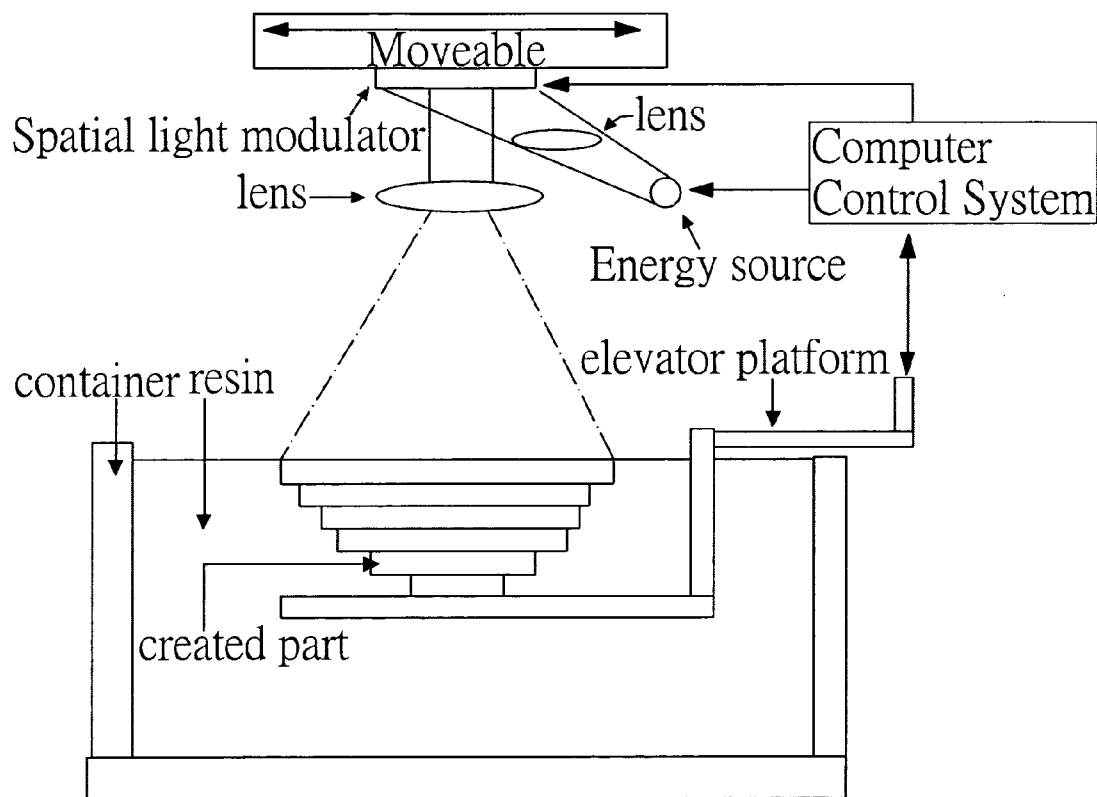 Moveable
Spatial light modulator
lens
lens
Computer
Control System
Energy source
elevator platform
container resin
created part